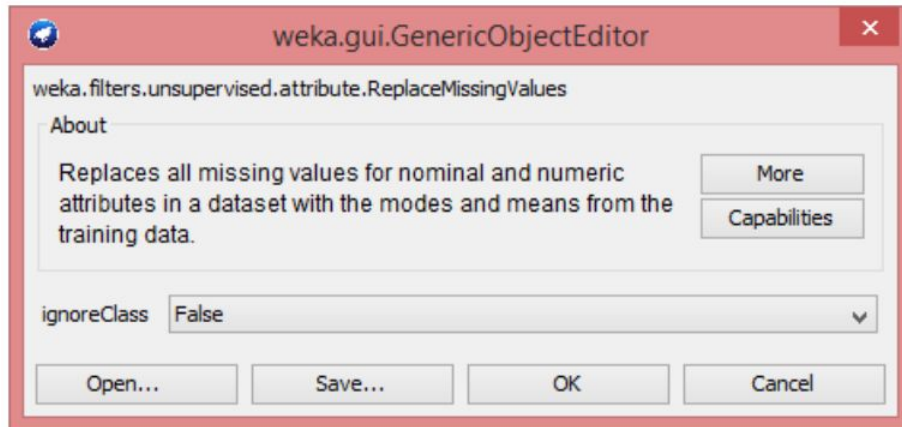 weka.gui.GenericObjectEditor
weka.filters.unsupervised.attribute.ReplaceMissingValues
About
Replaces all missing values for nominal and numeric
attributes in a dataset with the modes and means from the
training data.
More
Capabilities
ignoreClass False
Open... Save... OK Cancel